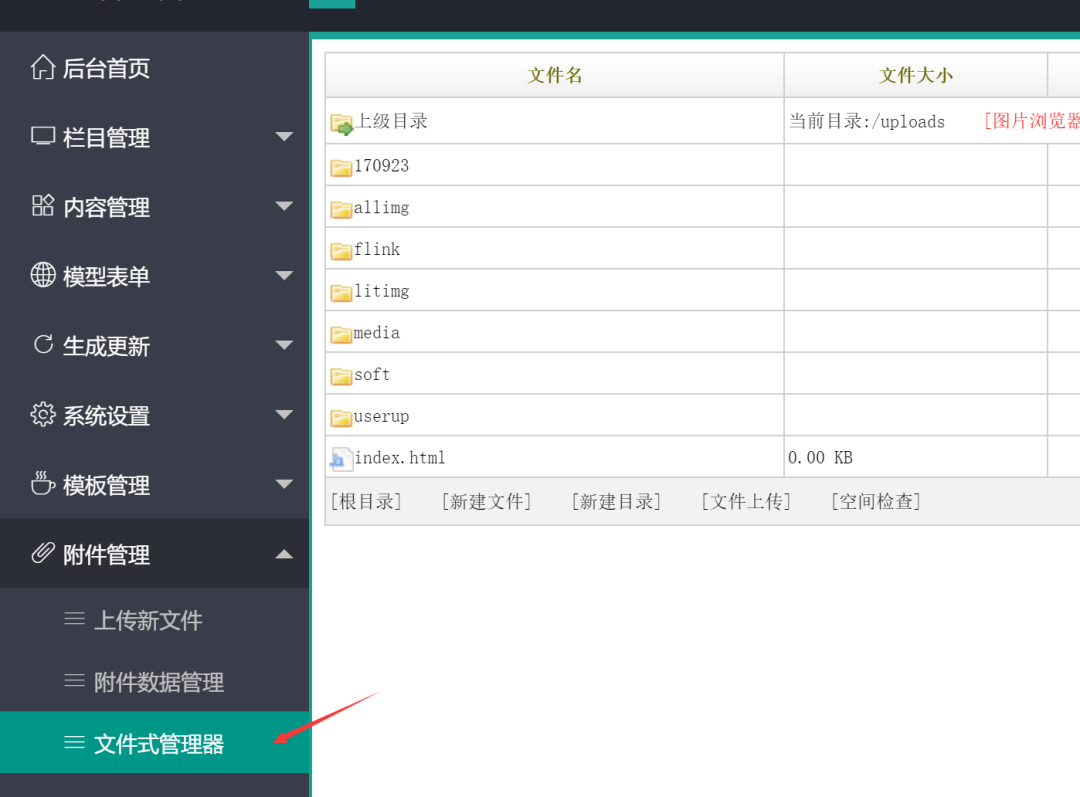 后台首页
栏目管理
内容管理
模型表单
生成更新
系统设置
模板管理
附件管理
上传新文件
附件数据管理
文件式管理器
文件名 文件大小
上级目录 当前目录:/uploads [图片浏览器
170923
allimg
flink
litimg
media
soft
userup
index.html 0.00 KB
[根目录] [新建文件] [新建目录] [文件上传] [空间检查]